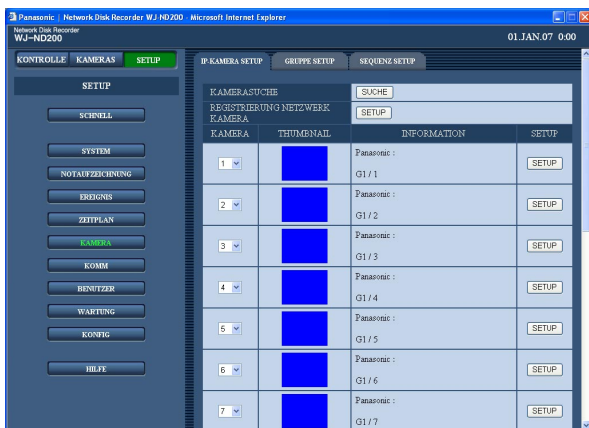 Panasonic | Network Disk Recorder WJ-ND200 - Microsoft Internet Explorer
Network Disk Recorder
WJ-ND200
01.JAN.07 0:00
KONTROLLE KAMERAS SETUP
IP-KAMERA SETUP GRUPPE SETUP SEQUENZ SETUP
SETUP
SCHNELL
SYSTEM
NOTAUFZEICHNUNG
EREIGNIS
ZEITPLAN
KAMERA
KOMM
BENUTZER
WARTUNG
KONFIG
HILFE
KAMERASUCHE SUCHE
REGISTRIERUNG NETZWERK
KAMERA
SETUP
KAMERA THUMBNAIL INFORMATION SETUP
Panasonic :
1 SETUP
G1 / 1
Panasonic :
2 SETUP
G1 / 2
Panasonic :
3 SETUP
G1 / 3
Panasonic :
4 SETUP
G1 / 4
Panasonic :
5 SETUP
G1 / 5
Panasonic :
6 SETUP
G1 / 6
Panasonic :
7 SETUP
G1 / 7